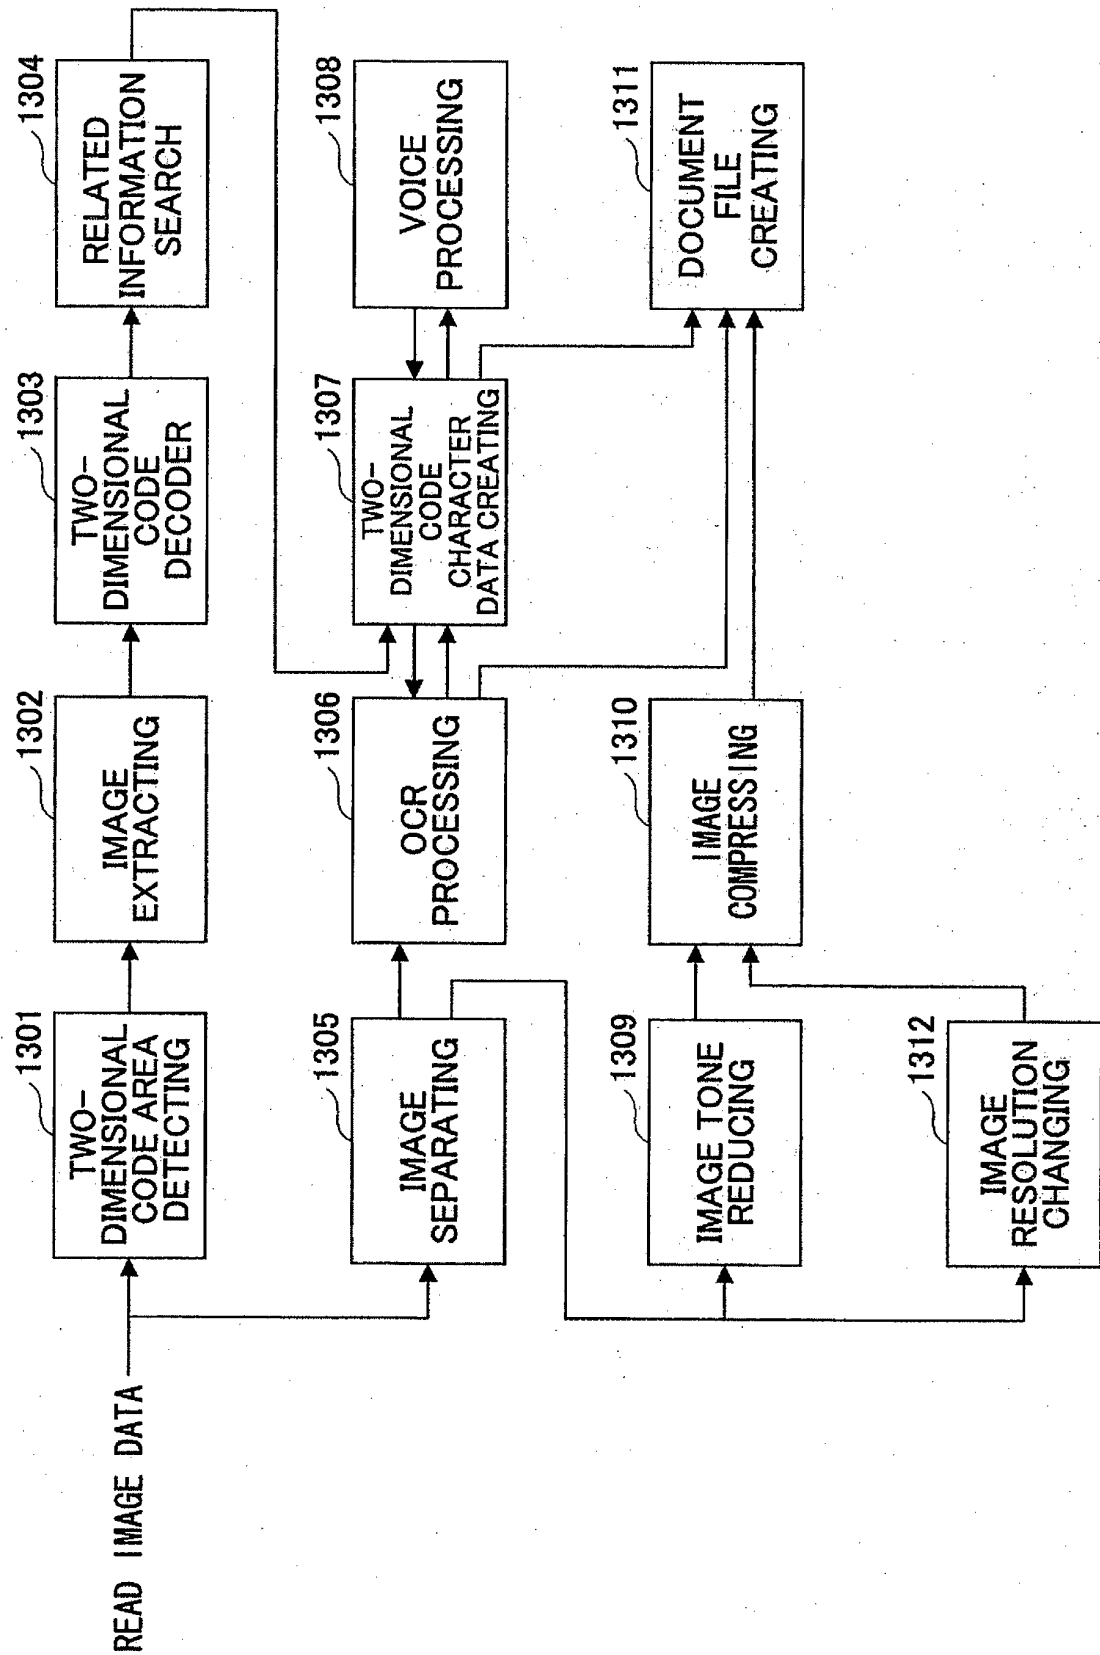 READ IMAGE DATA
1301
TWO-
DIMENSIONAL
CODE AREA
DETECTING
1302
IMAGE
EXTRACTING
1303
TWO-
DIMENSIONAL
CODE
DECODER
1304
RELATED
INFORMATION
SEARCH
1305
IMAGE
SEPARATING
1306
OCR
PROCESSING
1307
TWO-
DIMENSIONAL
CODE
CHARACTER
DATA CREATING
1308
VOICE
PROCESSING
1309
IMAGE TONE
REDUCING
1310
IMAGE
COMPRESSING
1311
DOCUMENT
FILE
CREATING
1312
IMAGE
RESOLUTION
CHANGING